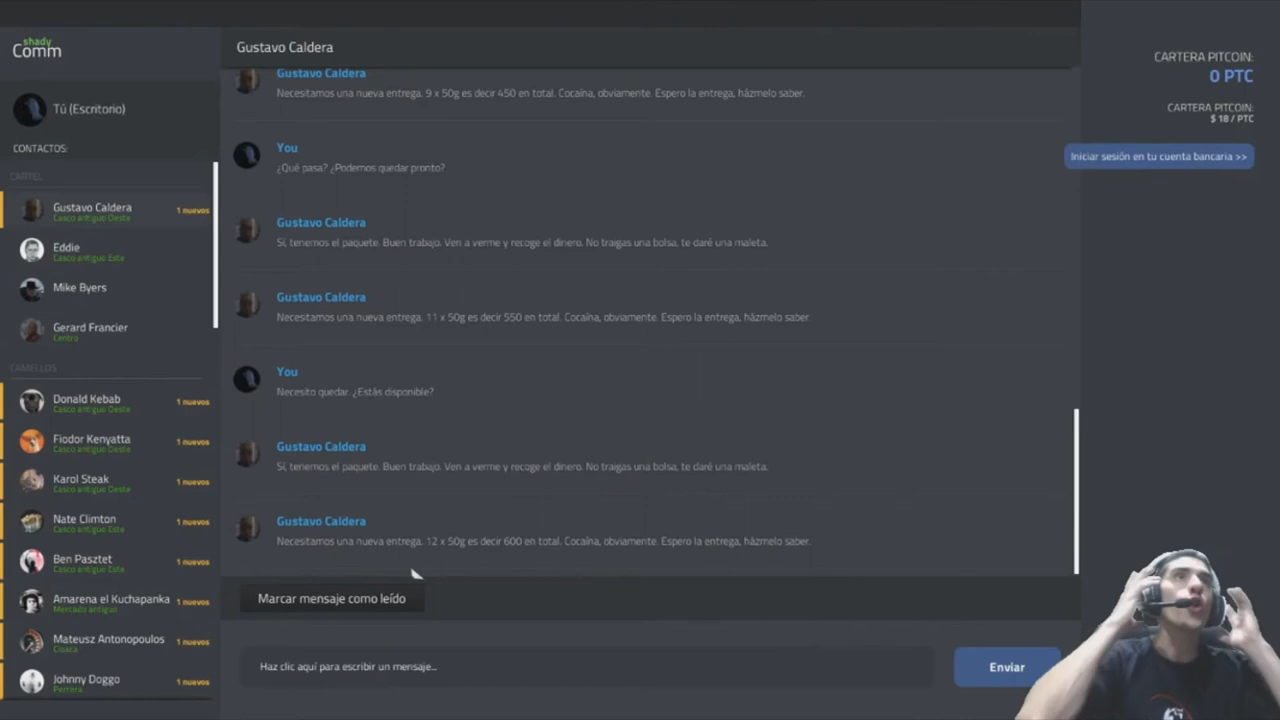 shady
Comm
Tú (Escritorio)
CONTACTOS:
CARTEL
Gustavo Caldera
Casco antiguo Oeste
1 nuevos
Eddie
Casco antiguo Este
Mike Byers
Gerard Francier
Centro
CAMELLOS
Donald Kebab
Casco antiguo Oeste
1 nuevos
Fiodor Kenyatta
Casco antiguo Oeste
1 nuevos
Karol Steak
Casco antiguo Oeste
1 nuevos
Nate Climton
Casco antiguo Este
1 nuevos
Ben Pasztet
Casco antiguo Este
1 nuevos
Amarena el Kuchapanka
Mercado antiguo
1 nuevos
Mateusz Antonopoulos
Cloaca
1 nuevos
Johnny Doggo
Perrera
1 nuevos
Gustavo Caldera
Gustavo Caldera
Necesitamos una nueva entrega. 9 x 50g es decir 450 en total. Cocaína, obviamente. Espero la entrega, házmelo saber.
You
¿Qué pasa? ¿Podemos quedar pronto?
Gustavo Caldera
Sí, tenemos el paquete. Buen trabajo. Ven a verme y recoge el dinero. No traigas una bolsa, te daré una maleta.
Gustavo Caldera
Necesitamos una nueva entrega. 11 x 50g es decir 550 en total. Cocaína, obviamente. Espero la entrega, házmelo saber.
You
Necesito quedar. ¿Estás disponible?
Gustavo Caldera
Sí, tenemos el paquete. Buen trabajo. Ven a verme y recoge el dinero. No traigas una bolsa, te daré una maleta.
Gustavo Caldera
Necesitamos una nueva entrega. 12 x 50g es decir 600 en total. Cocaína, obviamente. Espero la entrega, házmelo saber.
Marcar mensaje como leído
Haz clic aquí para escribir un mensaje...
Enviar
CARTERA PITCOIN:
0 PTC
CARTERA PITCOIN:
$ 18 / PTC
Iniciar sesión en tu cuenta bancaria >>